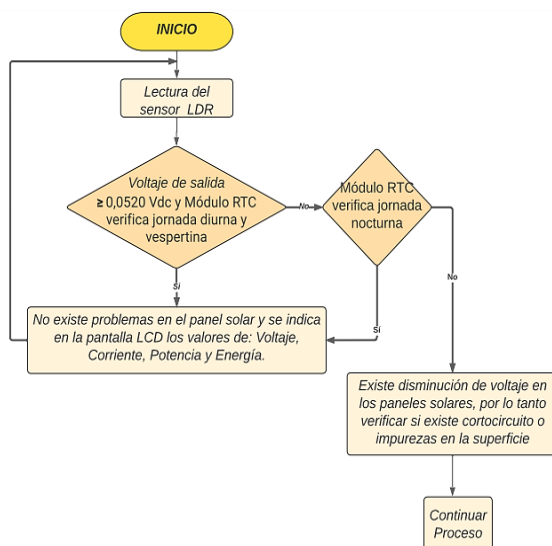 INICIO
Lectura del
sensor LDR
Voltaje de salida
≥0,0520 Vdc y Módulo RTC
verifica jornada diurna y
vespertina
No
Módulo RTC
verifica jornada
nocturna
Sí
Sí
No
No existe problemas en el panel solar y se indica
en la pantalla LCD los valores de: Voltaje,
Corriente, Potencia y Energía.
Existe disminución de voltaje en
los paneles solares, por lo tanto
verificar si existe cortocircuito o
impurezas en la superficie
Continuar
Proceso